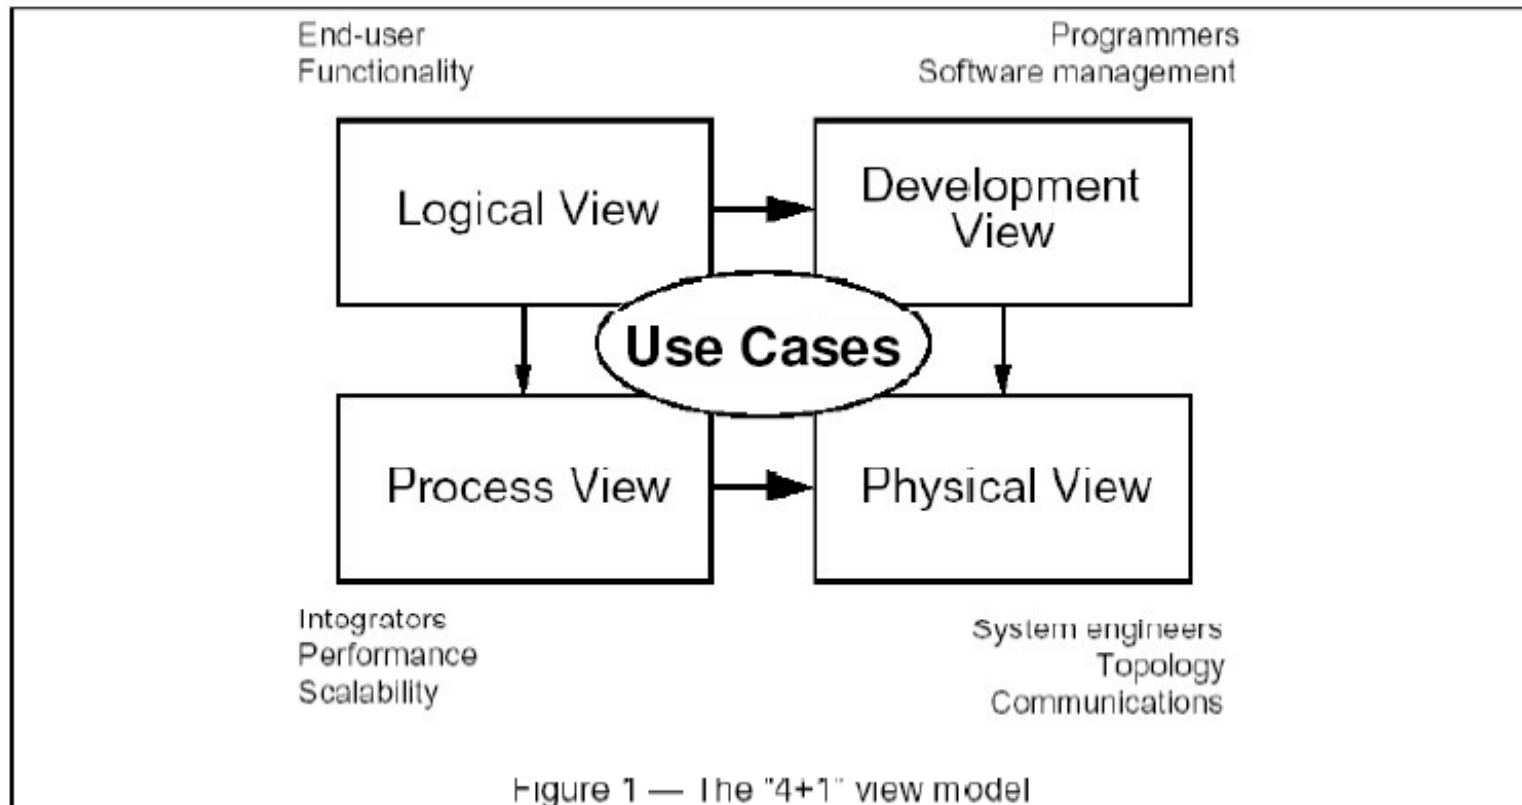 End-user
Functionality
Programmers
Software management
Logical View
Development
View
Use Cases
Process View
Physical View
Integrators
Performance
Scalability
System engineers
Topology
Communications
Figure 1 — The "4+1" view model